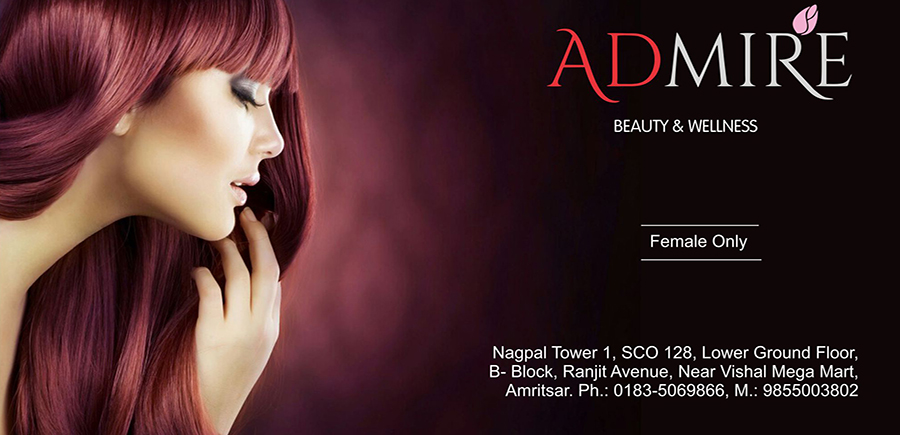 ADMIRE
BEAUTY & WELLNESS
Female Only
Nagpal Tower 1, SCO 128, Lower Ground Floor,
B- Block, Ranjit Avenue, Near Vishal Mega Mart,
Amritsar. Ph.: 0183-5069866, M.: 9855003802